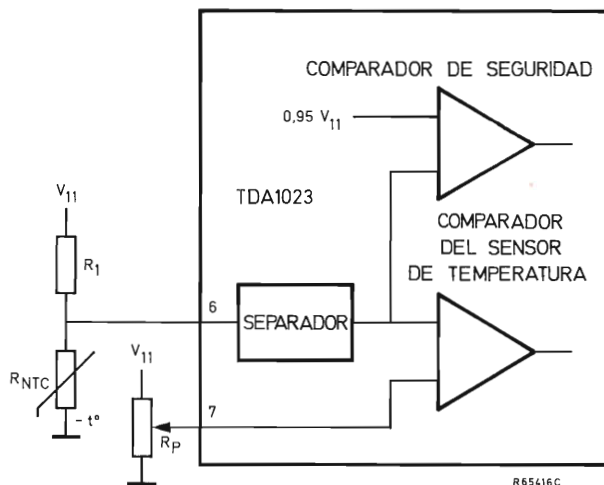 COMPARADOR DE SEGURIDAD
0,95 V11
TDA1023
V11
R1
COMPARADOR
DEL SENSOR
DE TEMPERATURA
6
SEPARADOR
RNTC
-t°
V11
7
RP
R65416C